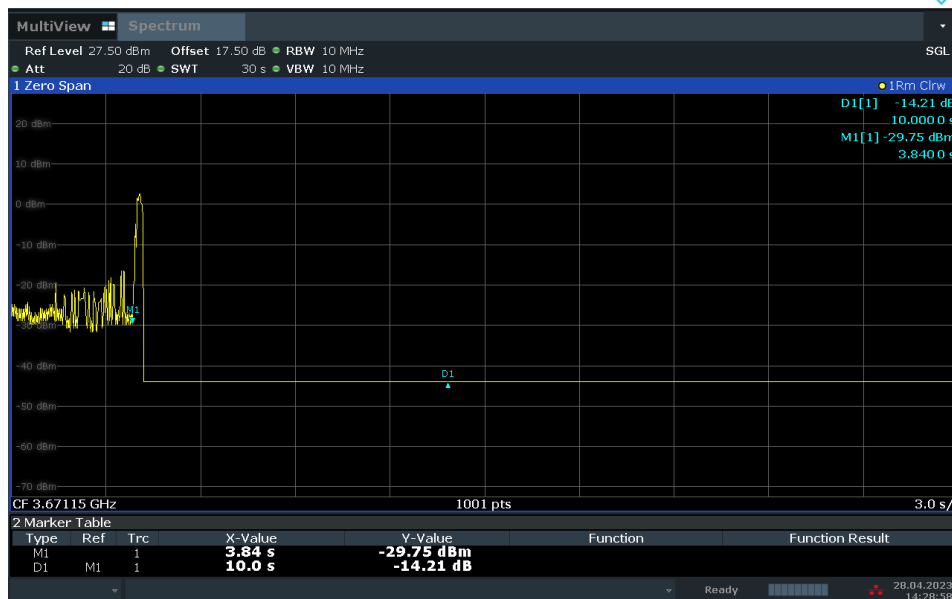 MultiView Spectrum
Ref Level 27.50 dBm Offset 17.50 dB RBW 10 MHz SGL
Att 20 dB SWT 30 s VBW 10 MHz
1 Zero Span 1Rm Clrw
D1[1] -14.21 dB
10.000 0 s
M1[1] -29.75 dBm
3.840 0 s
20 dBm
10 dBm
0 dBm
-10 dBm
-20 dBm
M1
-30 dBm
-40 dBm
D1
-50 dBm
-60 dBm
-70 dBm
CF 3.67115 GHz 1001 pts 3.0 s/
2 Marker Table
Type Ref Trc X-Value Y-Value Function Function Result
M1 1 3.84 s -29.75 dBm
D1 M1 1 10.0 s -14.21 dB
Ready 28.04.2023
14:28:58